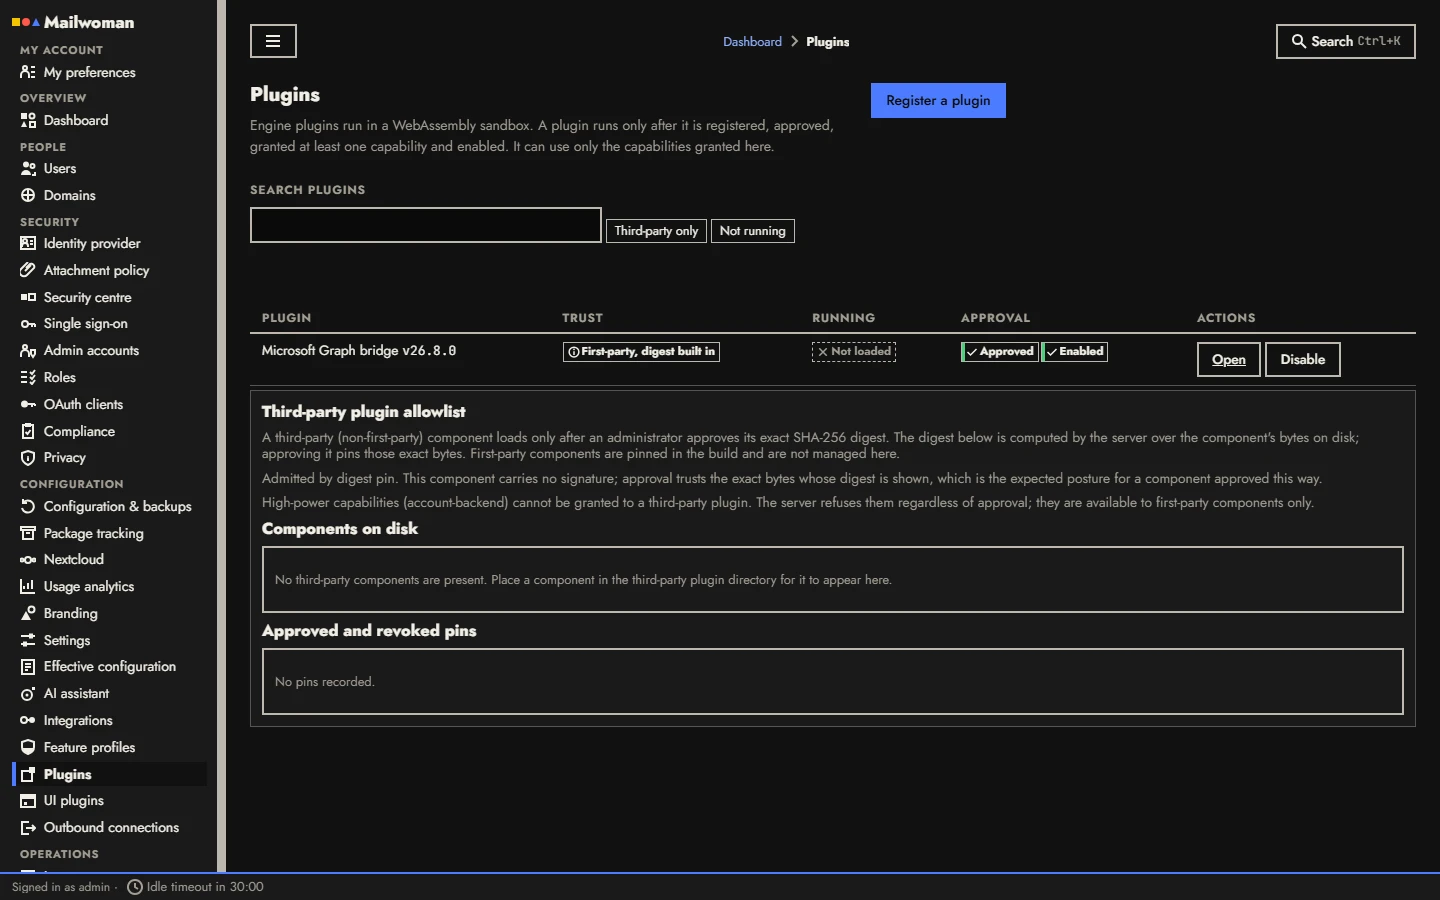 Mailwoman
MY ACCOUNT
My preferences
OVERVIEW
Dashboard
PEOPLE
Users
Domains
SECURITY
Identity provider
Attachment policy
Security centre
Single sign-on
Admin accounts
Roles
OAuth clients
Compliance
Privacy
CONFIGURATION
Configuration & backups
Package tracking
Nextcloud
Usage analytics
Branding
Settings
Effective configuration
AI assistant
Integrations
Feature profiles
Plugins
UI plugins
Outbound connections
OPERATIONS
Dashboard > Plugins
Search Ctrl+K
Plugins
Register a plugin
Engine plugins run in a WebAssembly sandbox. A plugin runs only after it is registered, approved,
granted at least one capability and enabled. It can use only the capabilities granted here.
SEARCH PLUGINS
Third-party only
Not running
PLUGIN TRUST RUNNING APPROVAL ACTIONS
Microsoft Graph bridge v26.8.0 First-party, digest built in Not loaded Approved Enabled Open Disable
Third-party plugin allowlist
A third-party (non-first-party) component loads only after an administrator approves its exact SHA-256 digest. The digest below is computed by the server over the component's bytes on disk;
approving it pins those exact bytes. First-party components are pinned in the build and are not managed here.
Admitted by digest pin. This component carries no signature; approval trusts the exact bytes whose digest is shown, which is the expected posture for a component approved this way.
High-power capabilities (account-backend) cannot be granted to a third-party plugin. The server refuses them regardless of approval; they are available to first-party components only.
Components on disk
No third-party components are present. Place a component in the third-party plugin directory for it to appear here.
Approved and revoked pins
No pins recorded.
Signed in as admin · Idle timeout in 30:00